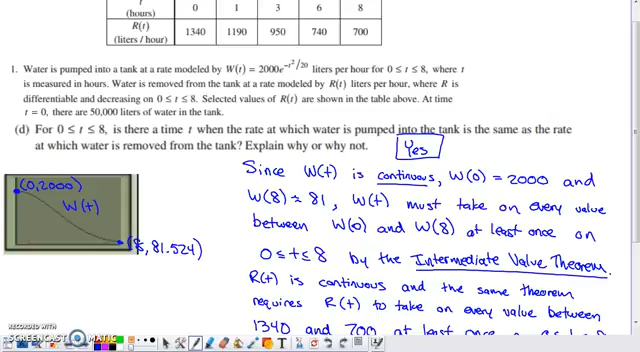 t
(hours)
0 1 3 6 8
R(t)
(liters / hour)
1340 1190 950 740 700
1. Water is pumped into a tank at a rate modeled by W(t) = 2000e^(-t²/20) liters per hour for 0 ≤ t ≤ 8, where t
is measured in hours. Water is removed from the tank at a rate modeled by R(t) liters per hour, where R is
differentiable and decreasing on 0 ≤ t ≤ 8. Selected values of R(t) are shown in the table above. At time
t = 0, there are 50,000 liters of water in the tank.
(d) For 0 ≤ t ≤ 8, is there a time t when the rate at which water is pumped into the tank is the same as the rate
at which water is removed from the tank? Explain why or why not.
Yes
(0,2000)
W(t)
(8, 81.524)
Since W(t) is continuous, W(0) = 2000 and
W(8) ≈ 81, W(t) must take on every value
between W(0) and W(8) at least once on
0 ≤ t ≤ 8 by the Intermediate Value Theorem.
R(t) is continuous and the same theorem
requires R(t) to take on every value between
1340 and 700 at least once
RECORDED WITH
SCREENCAST MATIC